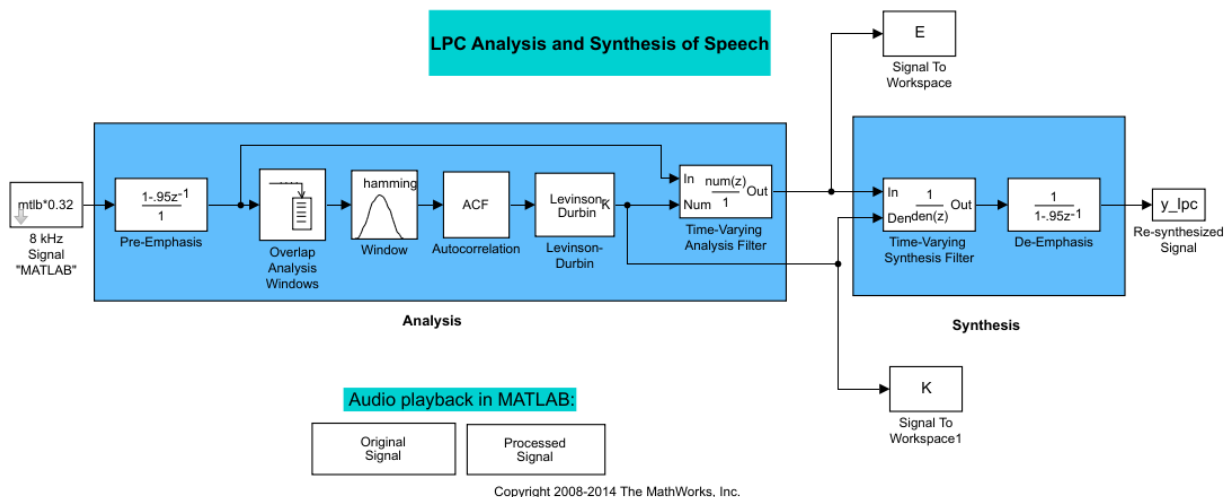 LPC Analysis and Synthesis of Speech
E
Signal To
Workspace
mtlb*0.32
8 kHz
Signal
"MATLAB"
1-.95z-1
1
Pre-Emphasis
Overlap
Analysis
Windows
hamming
Window
ACF
Autocorrelation
Levinson-
Durbin
K
Levinson-
Durbin
In
Num
num(z)
1
Out
Time-Varying
Analysis Filter
Analysis
In
Den
1
den(z)
Out
Time-Varying
Synthesis Filter
1
1-.95z-1
De-Emphasis
Synthesis
y_lpc
Re-synthesized
Signal
K
Signal To
Workspace1
Audio playback in MATLAB:
Original
Signal
Processed
Signal
Copyright 2008-2014 The MathWorks, Inc.